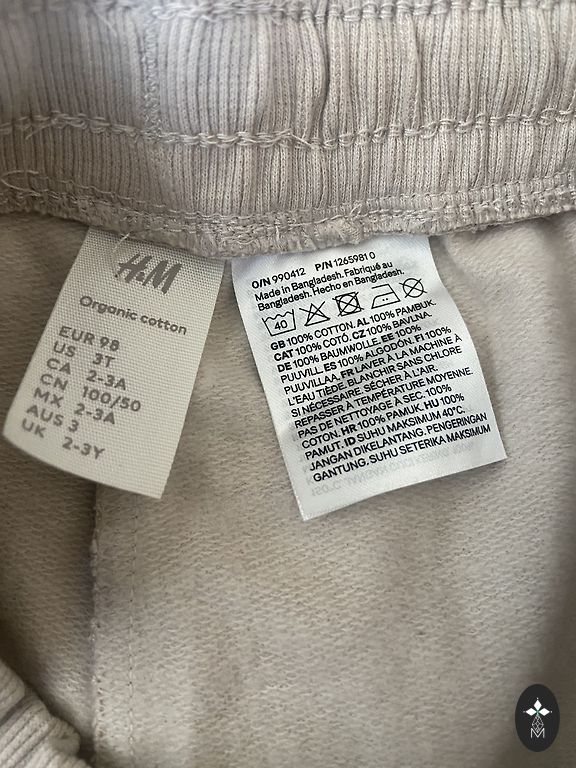 H&M
Organic cotton
EUR 98
US 3T
CA 2-3A
CN 100/50
MX 2-3A
AUS 3
UK 2-3Y
O/N 990412 P/N 1265981 0
Made in Bangladesh. Fabriqué au
Bangladesh. Hecho en Bangladesh.
40
GB 100% COTTON. AL 100% PAMBUK.
CAT 100% COTÓ. CZ 100% BAVLNA.
DE 100% BAUMWOLLE. EE 100%
PUUVILL. ES 100% ALGODÓN. FI 100%
PUUVILLAA. FR LAVER À LA MACHINE À
L'EAU TIÈDE. BLANCHIR SANS CHLORE
SI NÉCESSAIRE. SÉCHER À L'AIR.
REPASSER À TEMPÉRATURE MOYENNE.
PAS DE NETTOYAGE À SEC. 100%
COTON. HR 100% PAMUK. HU 100%
PAMUT. ID SUHU MAKSIMUM 40°C.
JANGAN DIKELANTANG. PENGERINGAN
GANTUNG. SUHU SETERIKA MAKSIMUM
M